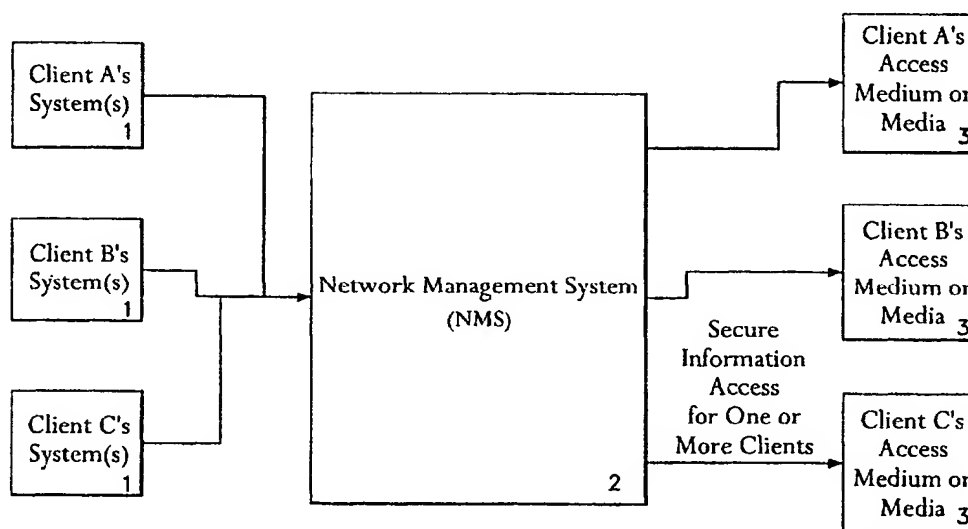 Client A's
System(s)
1
Client B's
System(s)
1
Client C's
System(s)
1
Network Management System
(NMS)
2
Secure
Information
Access
for One or
More Clients
Client A's
Access
Medium or
Media 3
Client B's
Access
Medium or
Media 3
Client C's
Access
Medium or
Media 3